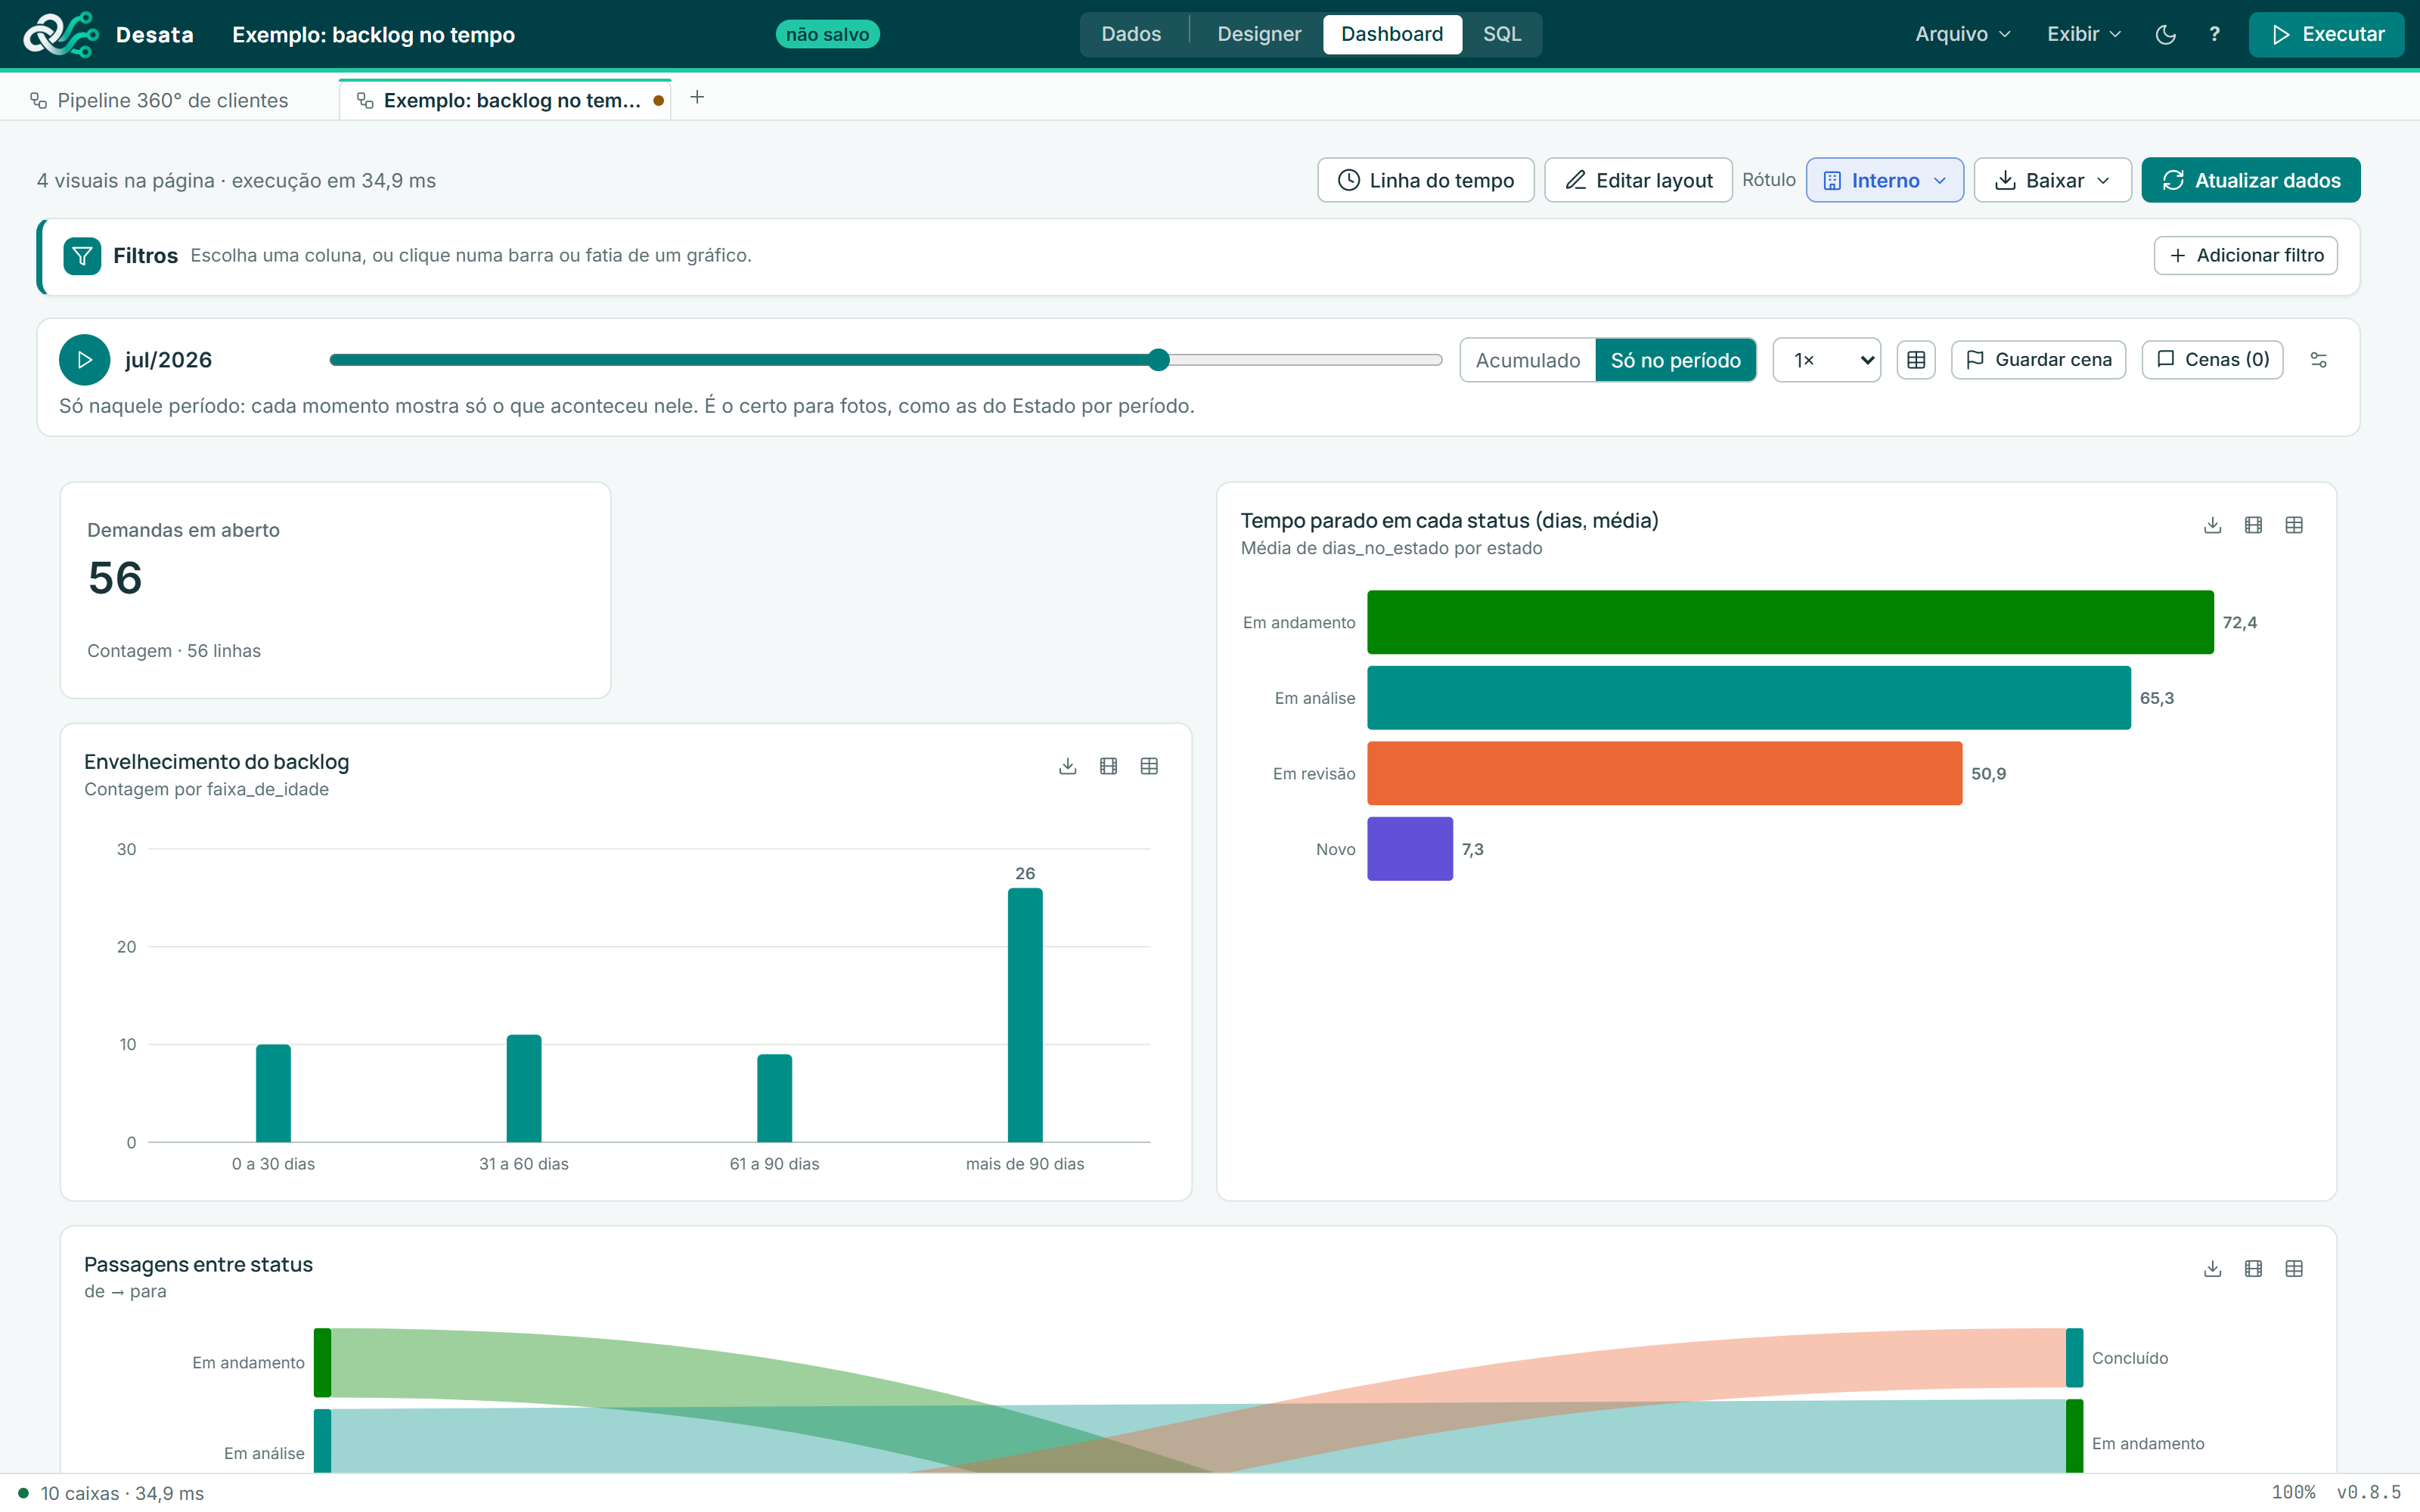 Desata
Exemplo: backlog no tempo
não salvo
Dados
Designer
Dashboard
SQL
Arquivo
Exibir
?
Executar
Pipeline 360° de clientes
Exemplo: backlog no tem...
4 visuais na página · execução em 34,9 ms
Linha do tempo
Editar layout
Rótulo
Interno
Baixar
Atualizar dados
Filtros
Escolha uma coluna, ou clique numa barra ou fatia de um gráfico.
Adicionar filtro
jul/2026
Acumulado
Só no período
1×
Guardar cena
Cenas (0)
Só naquele período: cada momento mostra só o que aconteceu nele. É o certo para fotos, como as do Estado por período.
Demandas em aberto
56
Contagem · 56 linhas
Tempo parado em cada status (dias, média)
Média de dias_no_estado por estado
Em andamento
72,4
Em análise
65,3
Em revisão
50,9
Novo
7,3
Envelhecimento do backlog
Contagem por faixa_de_idade
30
20
10
0
26
0 a 30 dias
31 a 60 dias
61 a 90 dias
mais de 90 dias
Passagens entre status
de → para
Em andamento
Em análise
Concluído
Em andamento
10 caixas · 34,9 ms
100%
v0.8.5